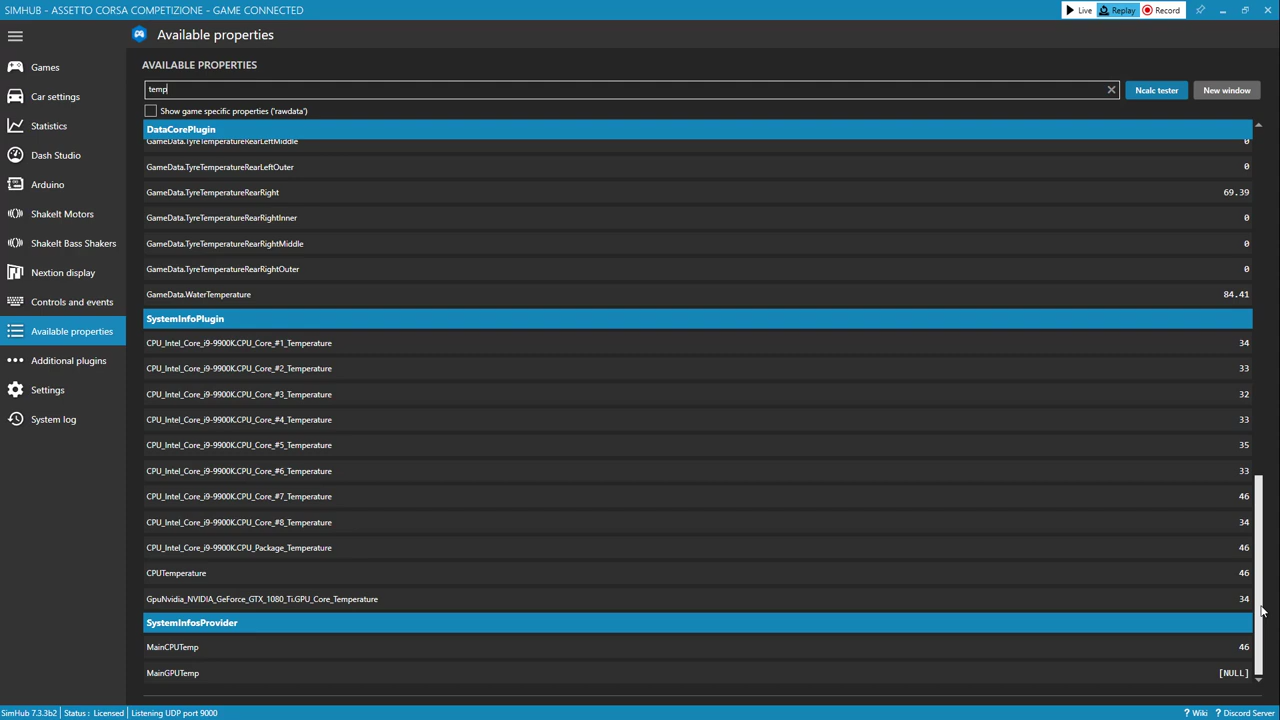 SIMHUB - ASSETTO CORSA COMPETIZIONE - GAME CONNECTED
Live
Replay
Record
Available properties
Games
Car settings
Statistics
Dash Studio
Arduino
ShakeIt Motors
ShakeIt Bass Shakers
Nextion display
Controls and events
Available properties
Additional plugins
Settings
System log
AVAILABLE PROPERTIES
temp
Ncalc tester
New window
Show game specific properties ('rawdata')
DataCorePlugin
GameData.TyreTemperatureRearLeftMiddle 0
GameData.TyreTemperatureRearLeftOuter 0
GameData.TyreTemperatureRearRight 69.39
GameData.TyreTemperatureRearRightInner 0
GameData.TyreTemperatureRearRightMiddle 0
GameData.TyreTemperatureRearRightOuter 0
GameData.WaterTemperature 84.41
SystemInfoPlugin
CPU_Intel_Core_i9-9900K.CPU_Core_#1_Temperature 34
CPU_Intel_Core_i9-9900K.CPU_Core_#2_Temperature 33
CPU_Intel_Core_i9-9900K.CPU_Core_#3_Temperature 32
CPU_Intel_Core_i9-9900K.CPU_Core_#4_Temperature 33
CPU_Intel_Core_i9-9900K.CPU_Core_#5_Temperature 35
CPU_Intel_Core_i9-9900K.CPU_Core_#6_Temperature 33
CPU_Intel_Core_i9-9900K.CPU_Core_#7_Temperature 46
CPU_Intel_Core_i9-9900K.CPU_Core_#8_Temperature 34
CPU_Intel_Core_i9-9900K.CPU_Package_Temperature 46
CPUTemperature 46
GpuNvidia_NVIDIA_GeForce_GTX_1080_Ti.GPU_Core_Temperature 34
SystemInfosProvider
MainCPUTemp 46
MainGPUTemp [NULL]
SimHub 7.3.3b2 Status : Licensed Listening UDP port 9000
? Wiki ? Discord Server